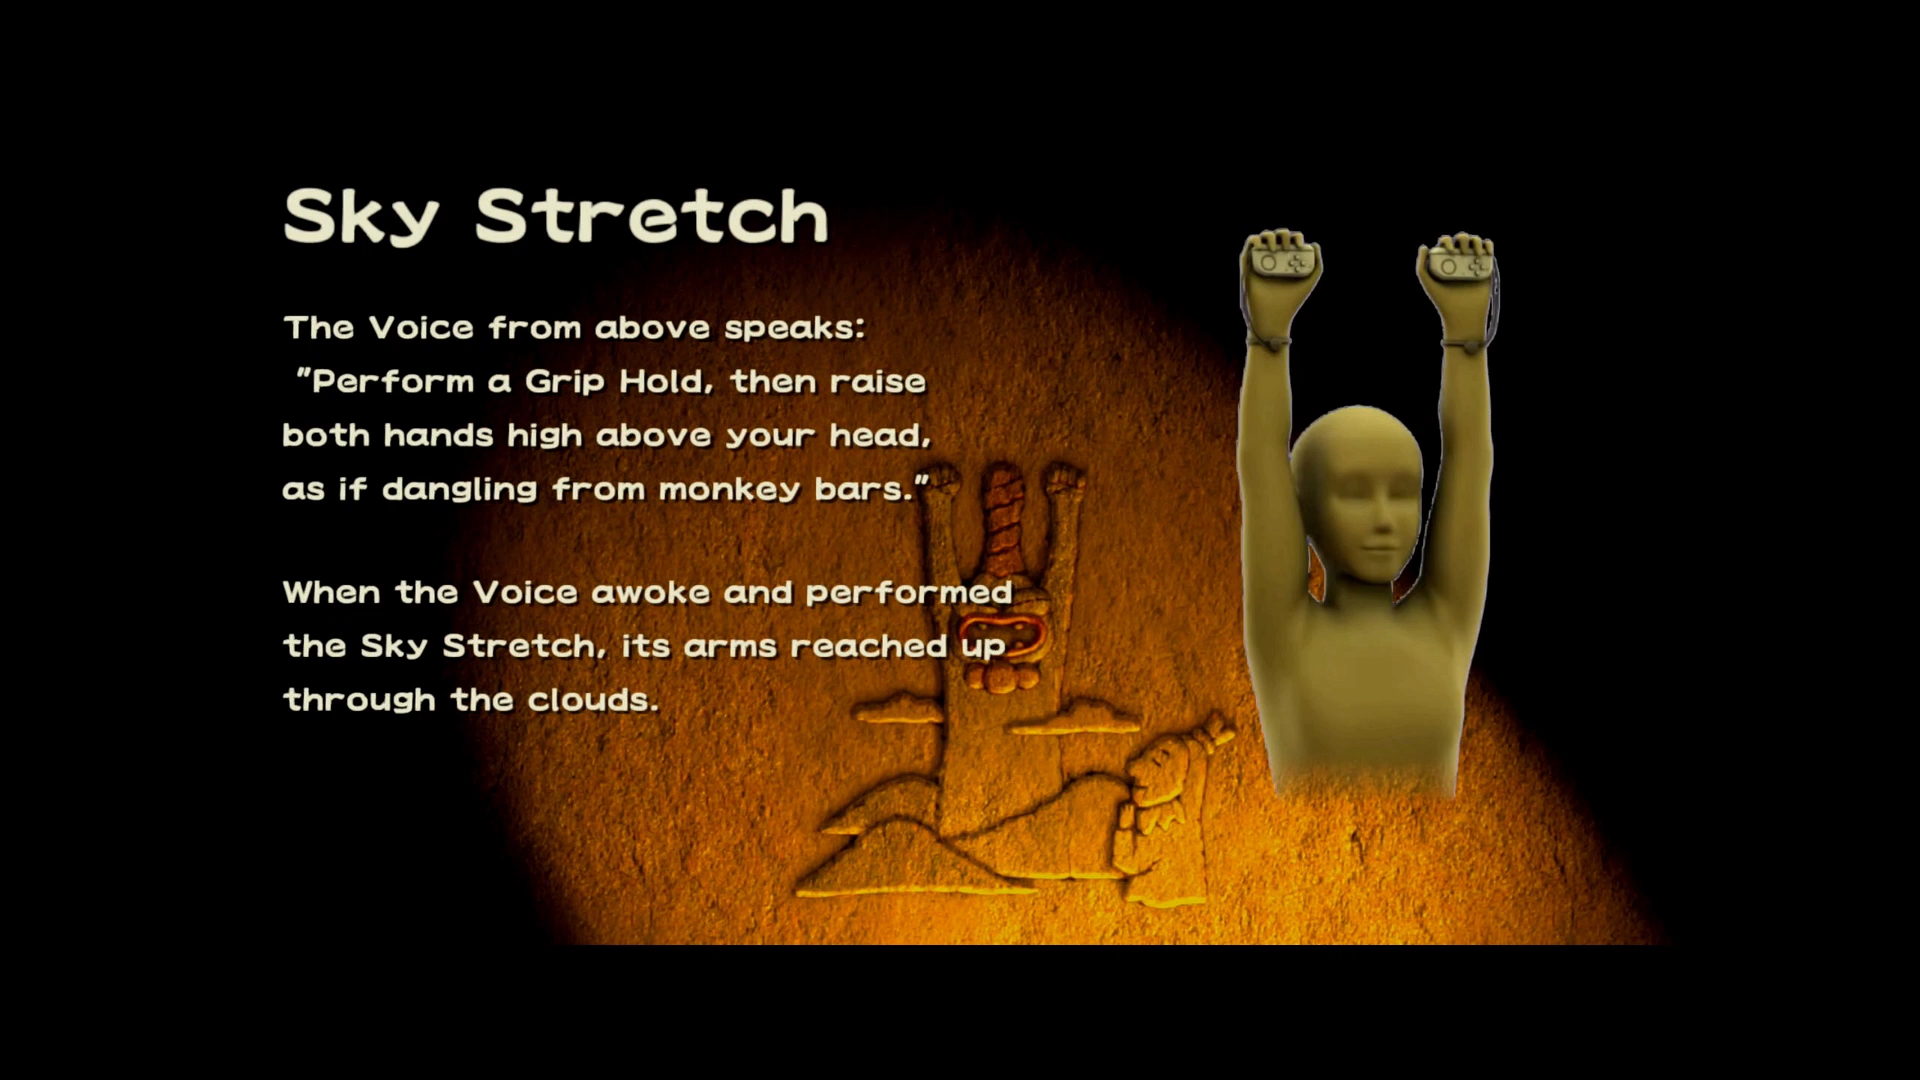 Sky Stretch
The Voice from above speaks:
"Perform a Grip Hold, then raise
both hands high above your head,
as if dangling from monkey bars."
When the Voice awoke and performed
the Sky Stretch, its arms reached up
through the clouds.